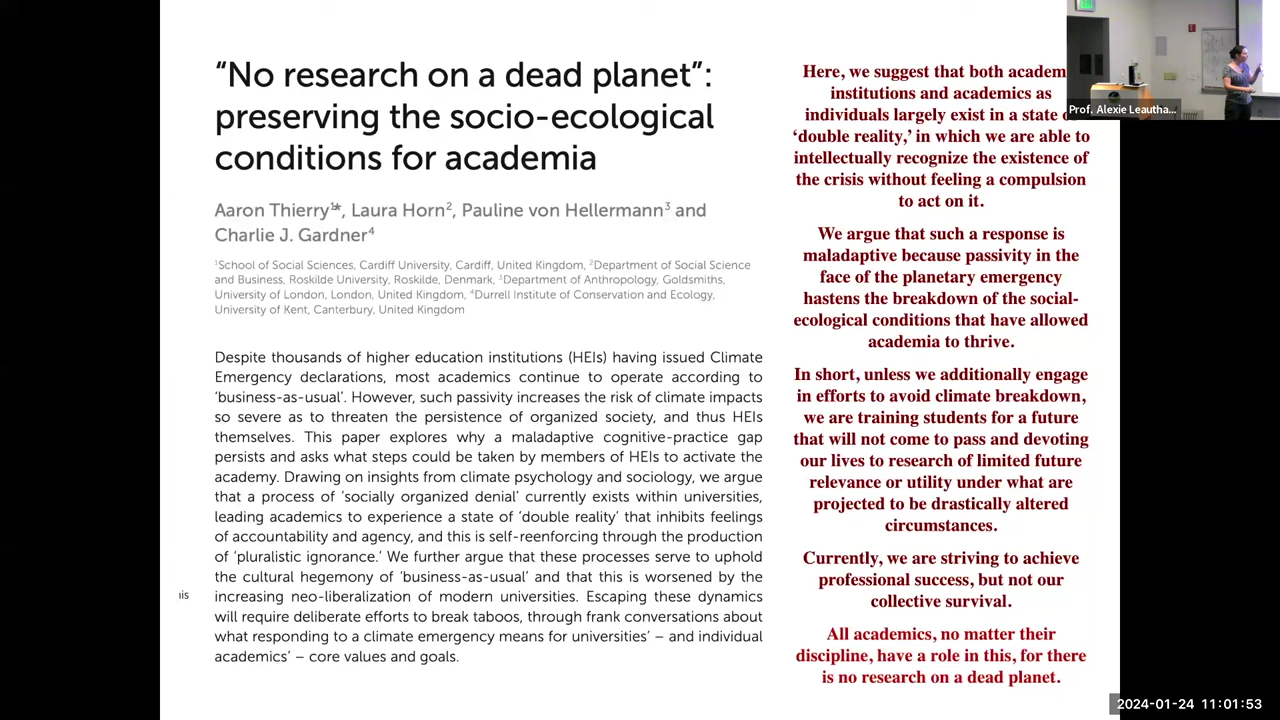 “No research on a dead planet”:
preserving the socio-ecological
conditions for academia
Aaron Thierry¹*, Laura Horn², Pauline von Hellermann³ and
Charlie J. Gardner⁴
¹School of Social Sciences, Cardiff University, Cardiff, United Kingdom, ²Department of Social Science
and Business, Roskilde University, Roskilde, Denmark, ³Department of Anthropology, Goldsmiths,
University of London, London, United Kingdom, ⁴Durrell Institute of Conservation and Ecology,
University of Kent, Canterbury, United Kingdom
Despite thousands of higher education institutions (HEIs) having issued Climate
Emergency declarations, most academics continue to operate according to
‘business-as-usual’. However, such passivity increases the risk of climate impacts
so severe as to threaten the persistence of organized society, and thus HEIs
themselves. This paper explores why a maladaptive cognitive-practice gap
persists and asks what steps could be taken by members of HEIs to activate the
academy. Drawing on insights from climate psychology and sociology, we argue
that a process of ‘socially organized denial’ currently exists within universities,
leading academics to experience a state of ‘double reality’ that inhibits feelings
of accountability and agency, and this is self-reenforcing through the production
of ‘pluralistic ignorance.’ We further argue that these processes serve to uphold
the cultural hegemony of ‘business-as-usual’ and that this is worsened by the
increasing neo-liberalization of modern universities. Escaping these dynamics
will require deliberate efforts to break taboos, through frank conversations about
what responding to a climate emergency means for universities’ – and individual
academics’ – core values and goals.
Here, we suggest that both academ
institutions and academics as
individuals largely exist in a state
‘double reality,’ in which we are able to
intellectually recognize the existence of
the crisis without feeling a compulsion
to act on it.
We argue that such a response is
maladaptive because passivity in the
face of the planetary emergency
hastens the breakdown of the social-
ecological conditions that have allowed
academia to thrive.
In short, unless we additionally engage
in efforts to avoid climate breakdown,
we are training students for a future
that will not come to pass and devoting
our lives to research of limited future
relevance or utility under what are
projected to be drastically altered
circumstances.
Currently, we are striving to achieve
professional success, but not our
collective survival.
All academics, no matter their
discipline, have a role in this, for there
is no research on a dead planet.
Prof. Alexie Leautha...
2024-01-24 11:01:53